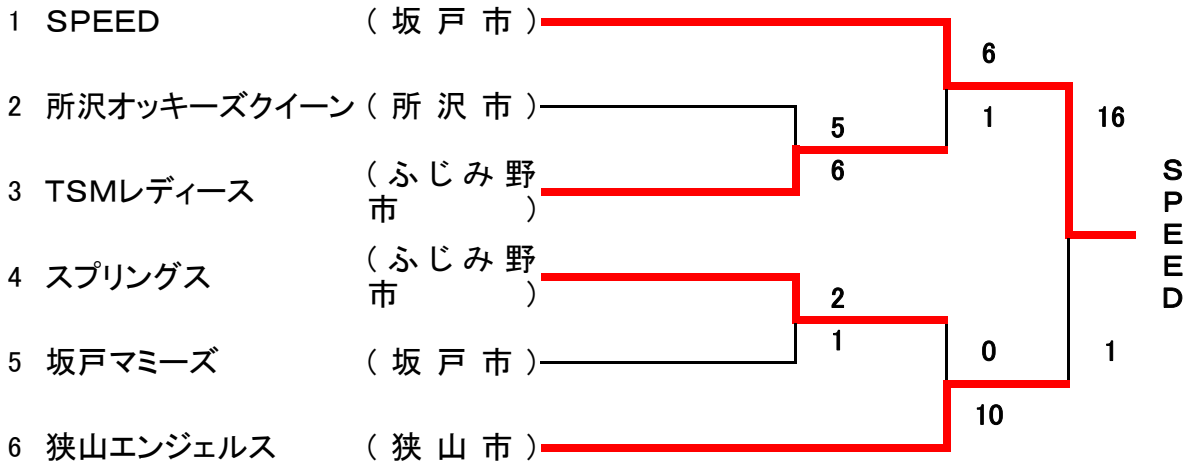 1 SPEED (坂戸市)
6
2 所沢オッキーズクイーン (所沢市)
5
1
16
3 TSMレディース (ふじみ野市)
6
SPEED
4 スプリングス (ふじみ野市)
2
1
0
1
5 坂戸マミーズ (坂戸市)
10
6 狭山エンジェルス (狭山市)